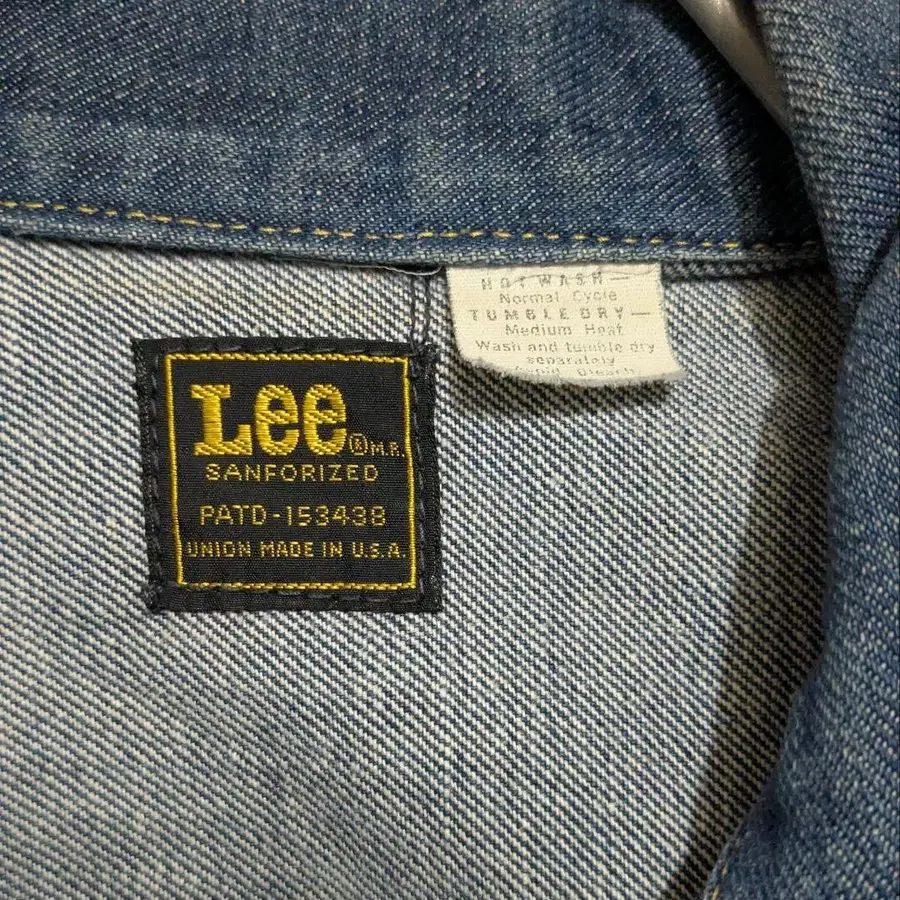 HOT WASH —
Normal Cycle
TUMBLE DRY —
Medium Heat
Wash and tumble dry
separately
Bleach
Lee ® M.R.
SANFORIZED
PATD-153438
UNION MADE IN U.S.A.